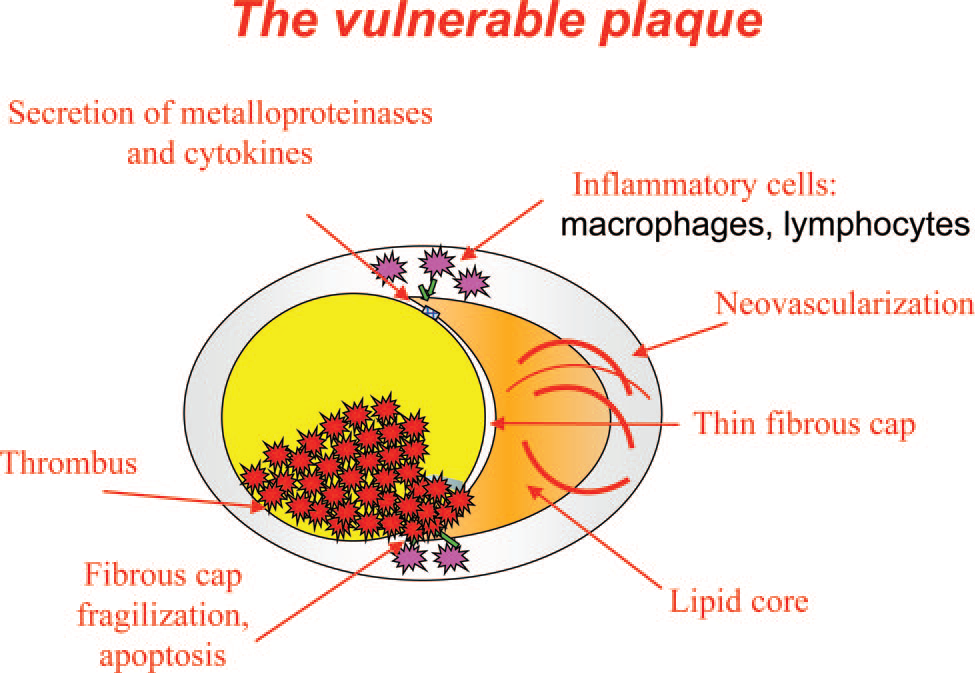 The vulnerable plaque
Secretion of metalloproteinases
and cytokines
Inflammatory cells:
macrophages, lymphocytes
Neovascularization
Thin fibrous cap
Thrombus
Fibrous cap
fragilization,
apoptosis
Lipid core